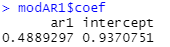 > modAR1$coef
ar1 intercept
0.4889297 0.9370751